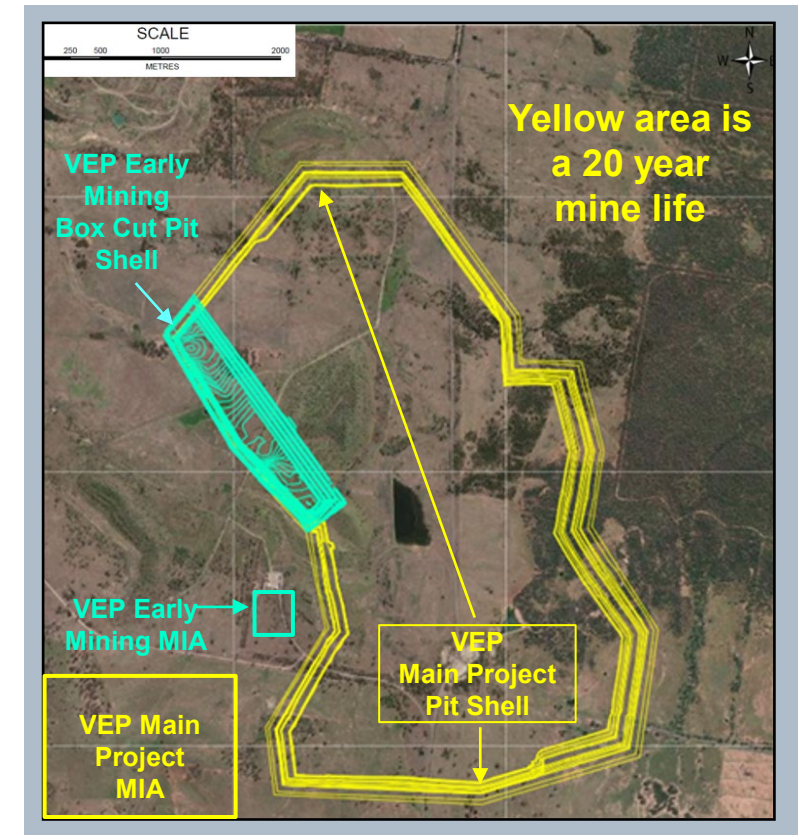 SCALE
250 500 1000 2000
METRES
N
W E
S
Yellow area is
a 20 year
mine life
VEP Early
Mining
Box Cut Pit
Shell
VEP Early
Mining MIA
VEP
Main Project
Pit Shell
VEP Main
Project
MIA